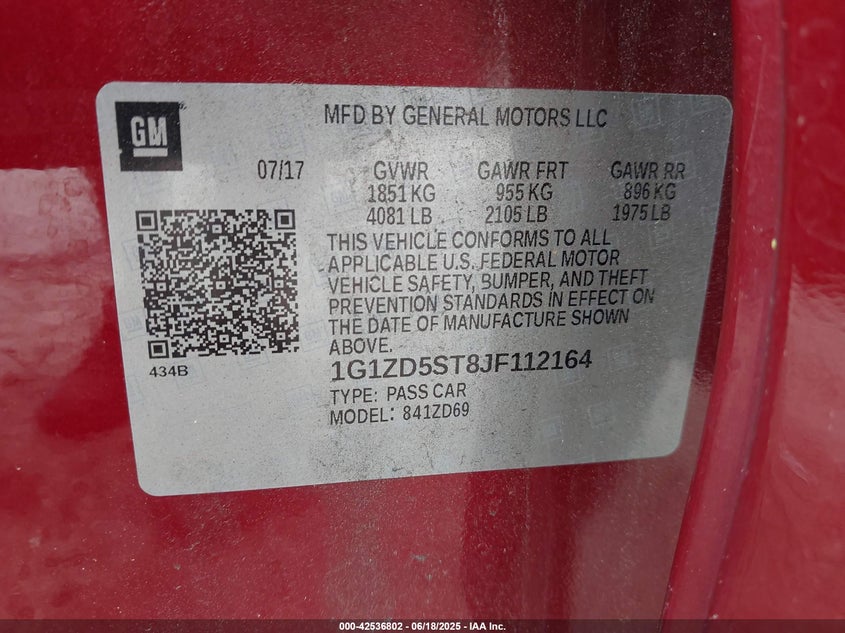 GM
MFD BY GENERAL MOTORS LLC
07/17 GVWR GAWR FRT GAWR RR
1851 KG 955 KG 896 KG
4081 LB 2105 LB 1975 LB
THIS VEHICLE CONFORMS TO ALL
APPLICABLE U.S. FEDERAL MOTOR
VEHICLE SAFETY, BUMPER, AND THEFT
PREVENTION STANDARDS IN EFFECT ON
THE DATE OF MANUFACTURE SHOWN
ABOVE.
434B
1G1ZD5ST8JF112164
TYPE: PASS CAR
MODEL: 841ZD69
000-42536802 - 06/18/2025 - IAA Inc.